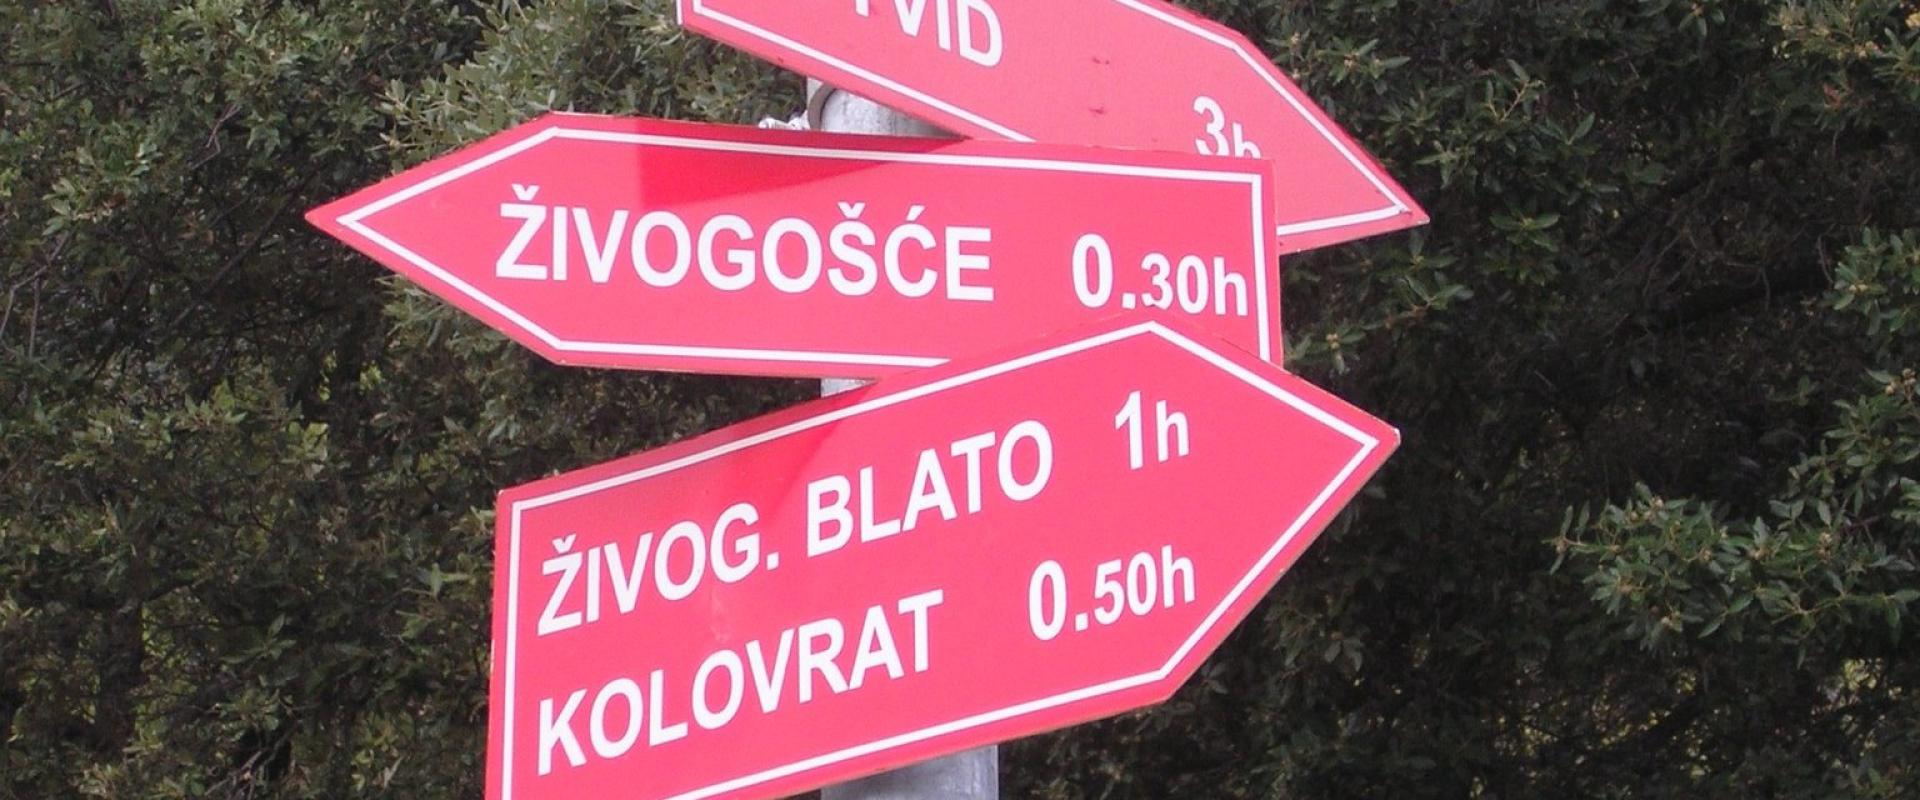 3h
ŽIVOGOŠĆE 0.30h
ŽIVOG. BLATO 1h
KOLOVRAT 0.50h